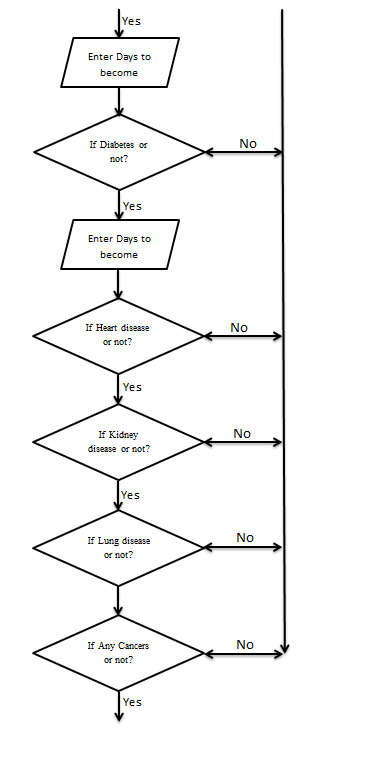 Yes
Enter Days to
become
If Diabetes or
not?
No
Yes
Enter Days to
become
If Heart disease
or not?
No
Yes
If Kidney
disease or not?
No
Yes
If Lung disease
or not?
No
If Any Cancers
or not?
No
Yes